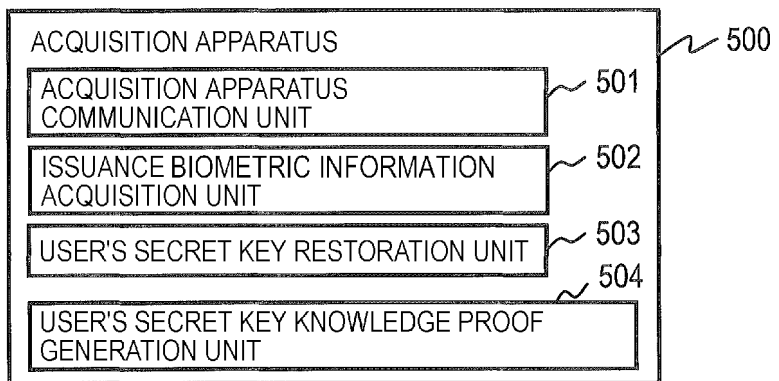 ACQUISITION APPARATUS
500
ACQUISITION APPARATUS
COMMUNICATION UNIT
501
ISSUANCE BIOMETRIC INFORMATION
ACQUISITION UNIT
502
USER'S SECRET KEY RESTORATION UNIT
503
504
USER'S SECRET KEY KNOWLEDGE PROOF
GENERATION UNIT